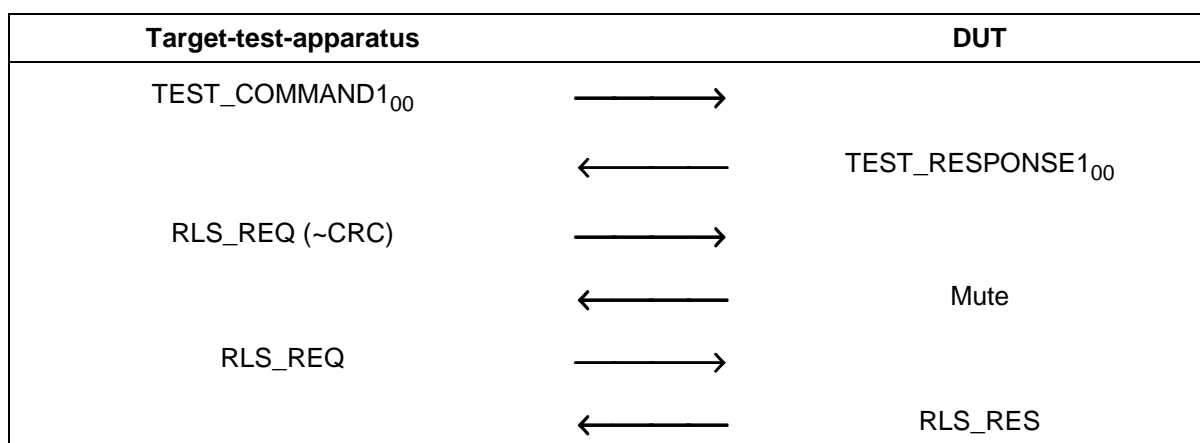 Target-test-apparatus DUT
TEST_COMMAND1₀₀
TEST_RESPONSE1₀₀
RLS_REQ (~CRC)
Mute
RLS_REQ
RLS_RES